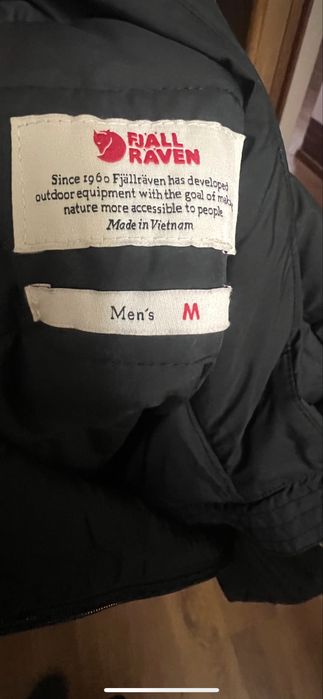 FJÄLL
RÄVEN
Since 1960 Fjällräven has developed
outdoor equipment with the goal of
nature more accessible to people
Made in Vietnam
Men's M